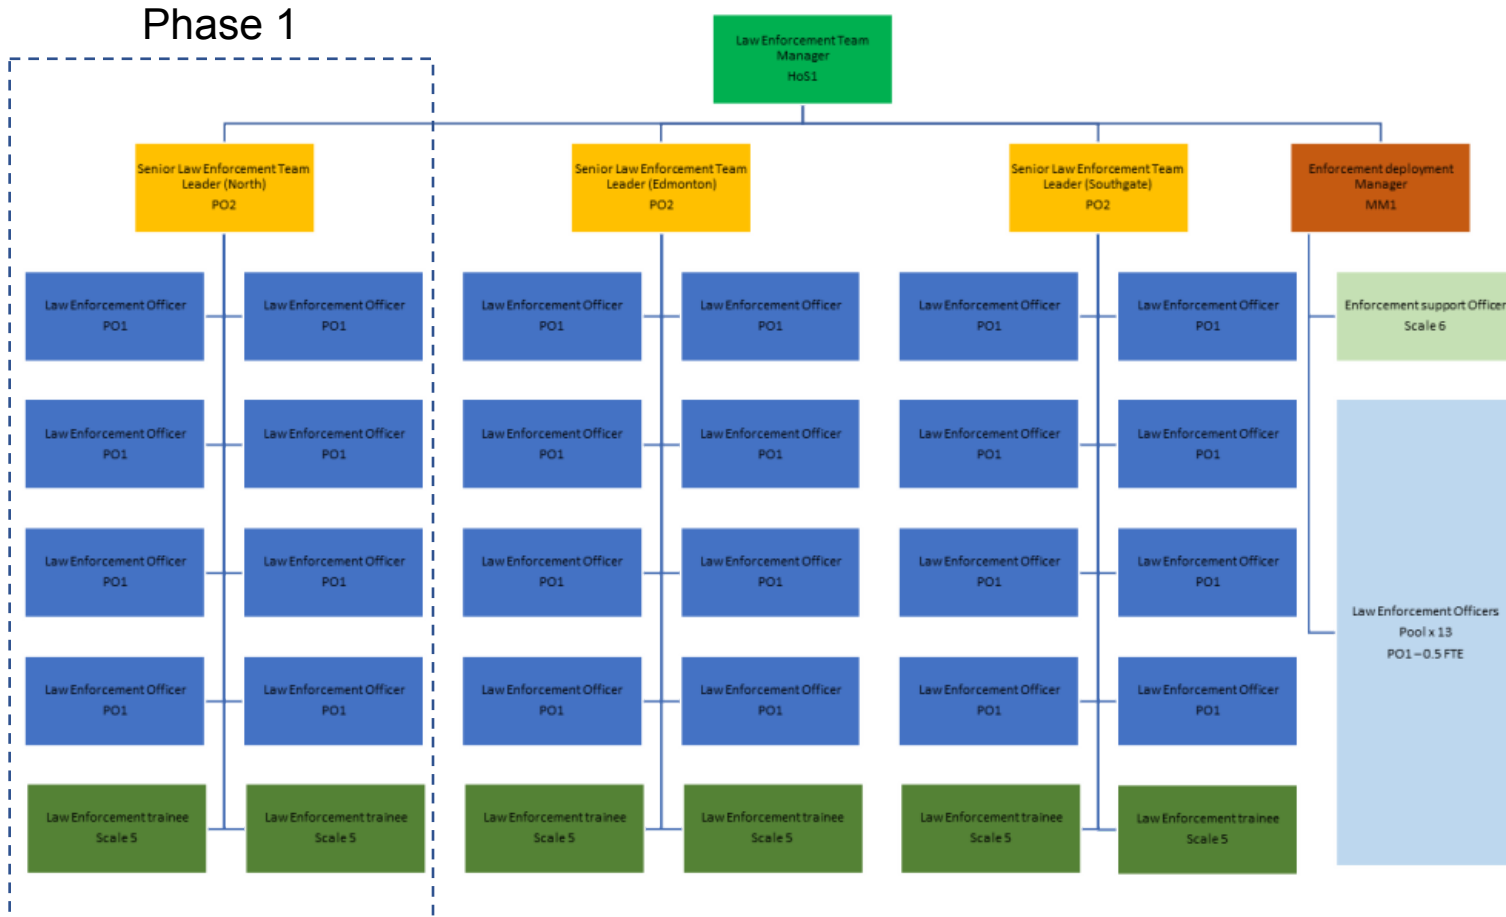 Phase 1
Law Enforcement Team
Manager
HoS1
Senior Law Enforcement Team
Leader (North)
PO2
Senior Law Enforcement Team
Leader (Edmonton)
PO2
Senior Law Enforcement Team
Leader (Southgate)
PO2
Enforcement deployment
Manager
MM1
Law Enforcement Officer
PO1
Law Enforcement Officer
PO1
Law Enforcement Officer
PO1
Law Enforcement Officer
PO1
Law Enforcement Officer
PO1
Law Enforcement Officer
PO1
Enforcement support Officer
Scale 6
Law Enforcement Officer
PO1
Law Enforcement Officer
PO1
Law Enforcement Officer
PO1
Law Enforcement Officer
PO1
Law Enforcement Officer
PO1
Law Enforcement Officer
PO1
Law Enforcement Officer
PO1
Law Enforcement Officer
PO1
Law Enforcement Officer
PO1
Law Enforcement Officer
PO1
Law Enforcement Officer
PO1
Law Enforcement Officer
PO1
Law Enforcement Officers
Pool x 13
PO1 – 0.5 FTE
Law Enforcement Officer
PO1
Law Enforcement Officer
PO1
Law Enforcement Officer
PO1
Law Enforcement Officer
PO1
Law Enforcement Officer
PO1
Law Enforcement Officer
PO1
Law Enforcement trainee
Scale 5
Law Enforcement trainee
Scale 5
Law Enforcement trainee
Scale 5
Law Enforcement trainee
Scale 5
Law Enforcement trainee
Scale 5
Law Enforcement trainee
Scale 5